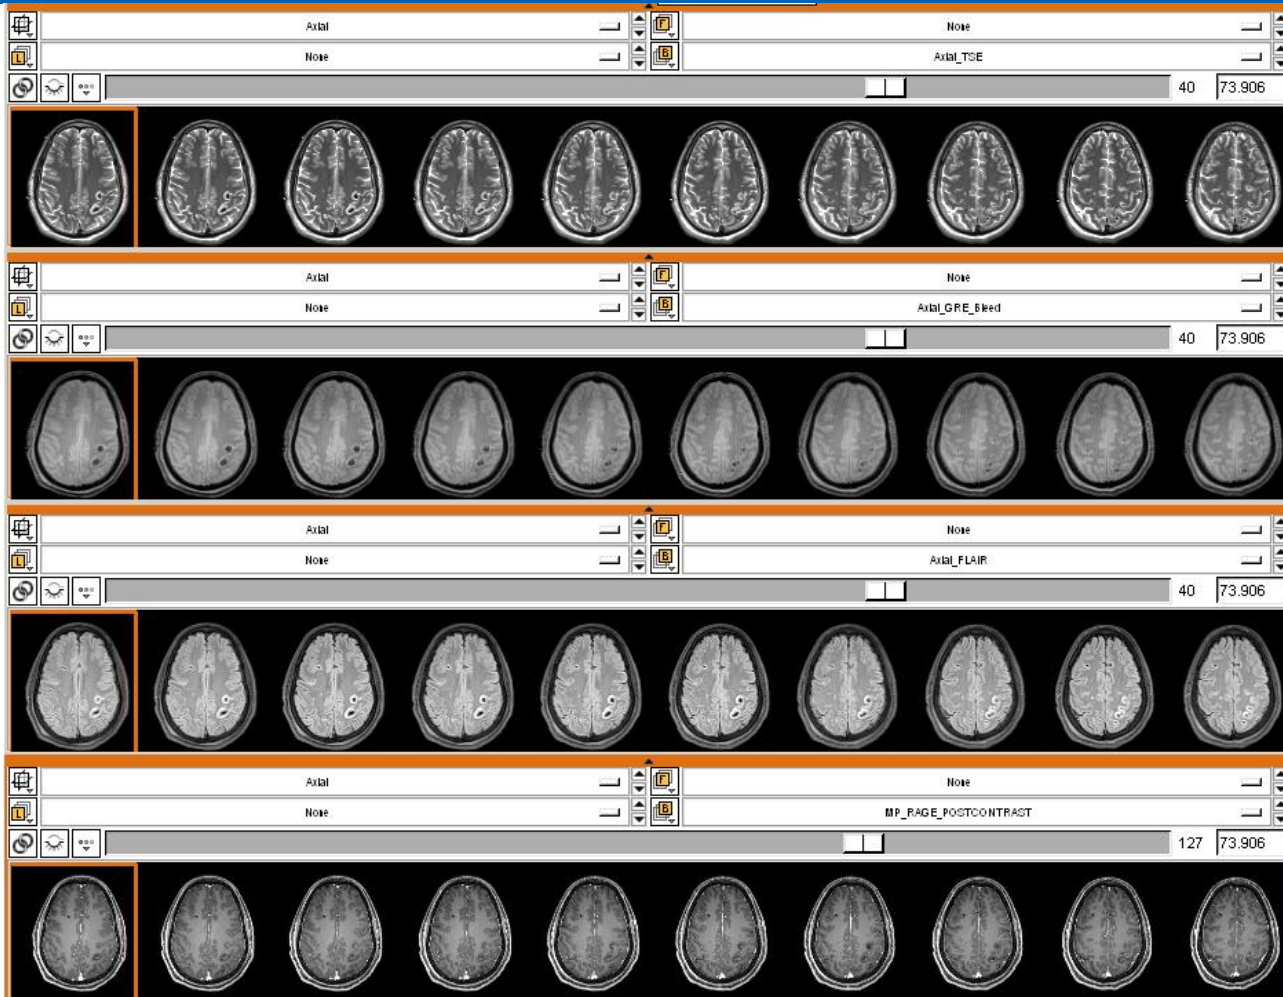 Axial None
None Axial_TSE
40 73.906
Axial None
None Axial_GRE_Bleed
40 73.906
Axial None
None Axial_FLAIR
40 73.906
Axial None
None MP_RAGE_POSTCONTRAST
127 73.906